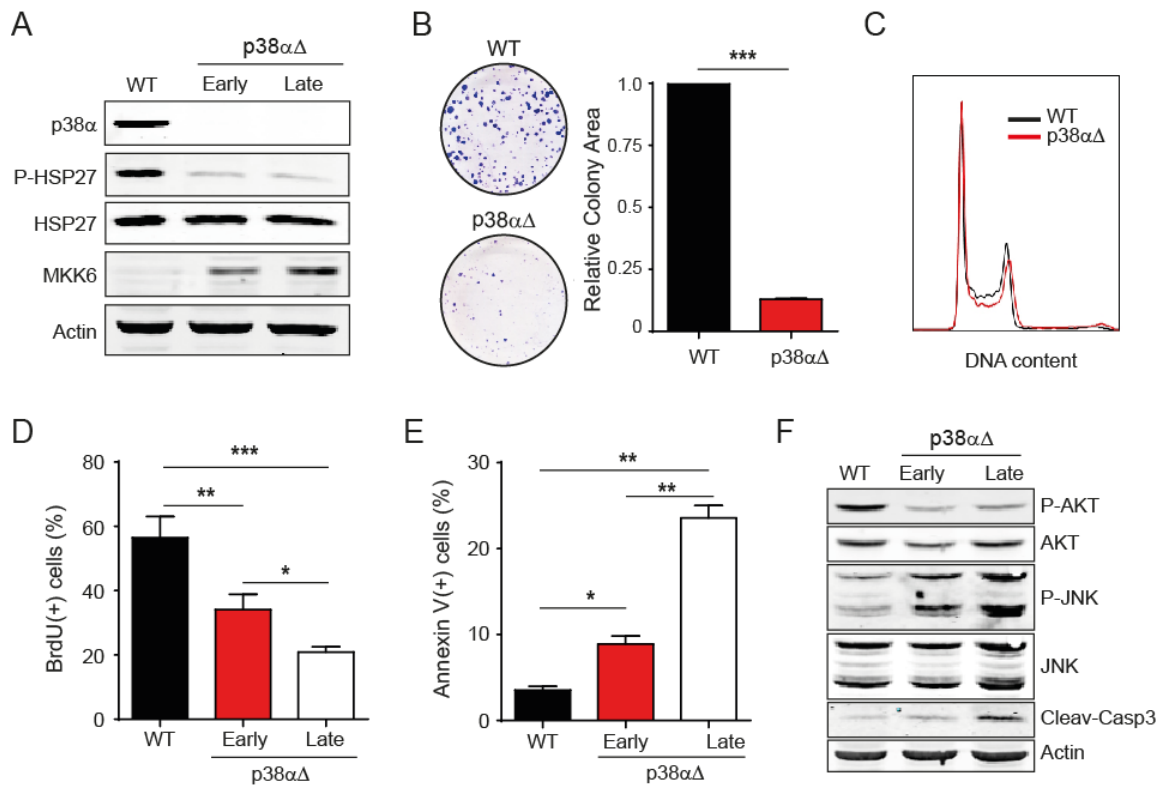 A
p38αΔ
WT Early Late
p38α
P-HSP27
HSP27
MKK6
Actin
B
WT
p38αΔ
***
Relative Colony Area
1.0
0.75
0.5
0.25
0
WT p38αΔ
C
WT
p38αΔ
DNA content
D
BrdU(+) cells (%)
80
60
40
20
0
***
**
*
WT Early Late
p38αΔ
E
Annexin V(+) cells (%)
30
20
10
0
**
**
*
WT Early Late
p38αΔ
F
p38αΔ
WT Early Late
P-AKT
AKT
P-JNK
JNK
Cleav-Casp3
Actin